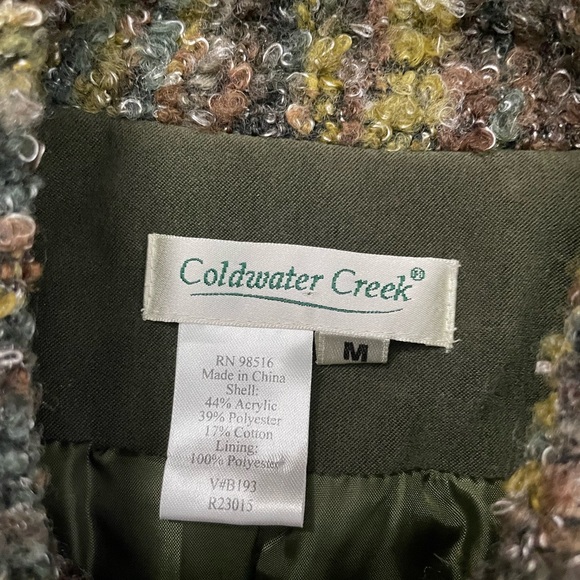 Coldwater Creek®
M
RN 98516
Made in China
Shell:
44% Acrylic
39% Polyester
17% Cotton
Lining:
100% Polyester
V#B193
R23015